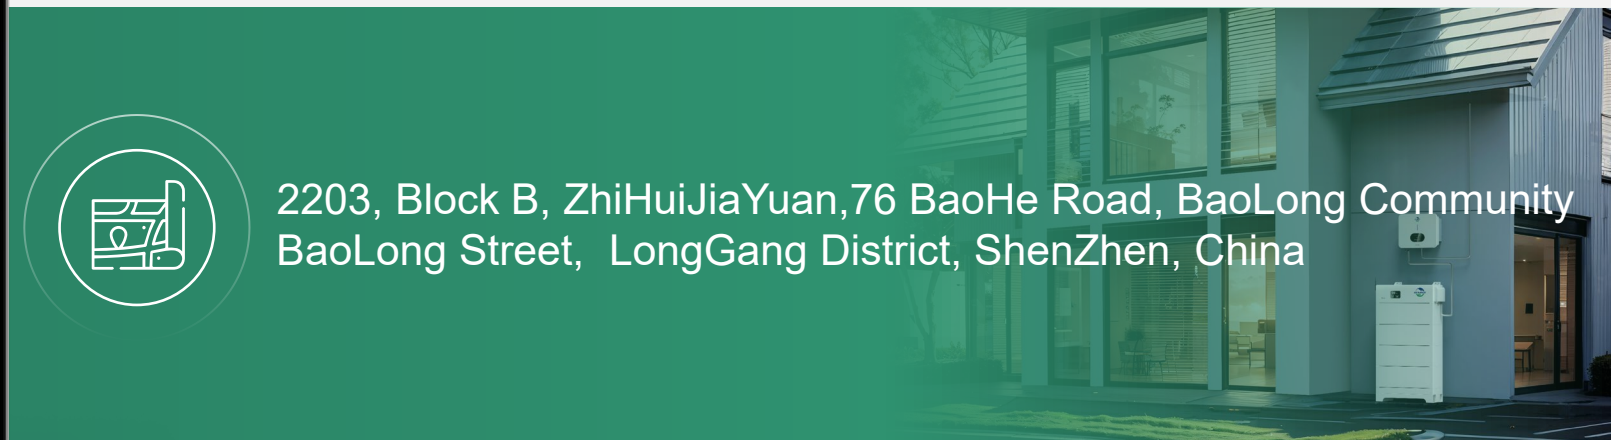 2203, Block B, ZhiHuiJiaYuan,76 BaoHe Road, BaoLong Community
BaoLong Street,  LongGang District, ShenZhen, China